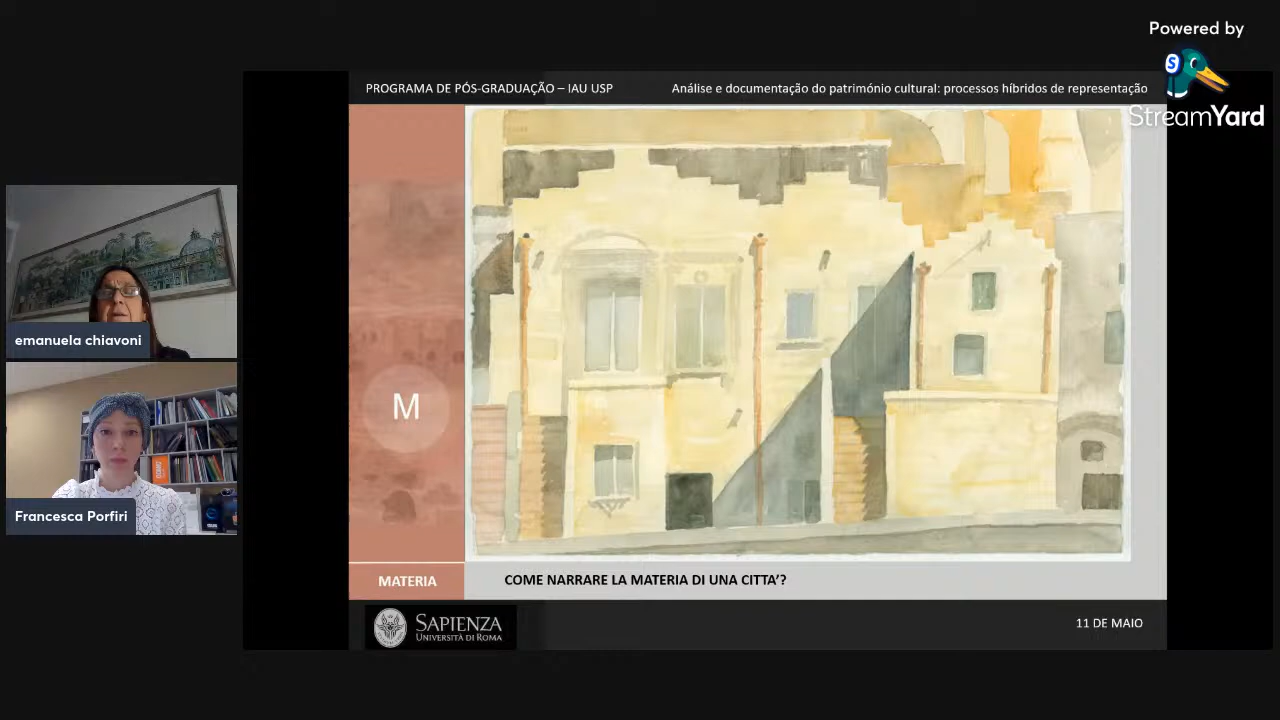 Powered by
StreamYard
PROGRAMA DE PÓS-GRADUAÇÃO – IAU USP
Análise e documentação do património cultural: processos híbridos de representação
emanuela chiavoni
Francesca Porfiri
M
MATERIA
COME NARRARE LA MATERIA DI UNA CITTA’?
SAPIENZA
UNIVERSITÀ DI ROMA
11 DE MAIO